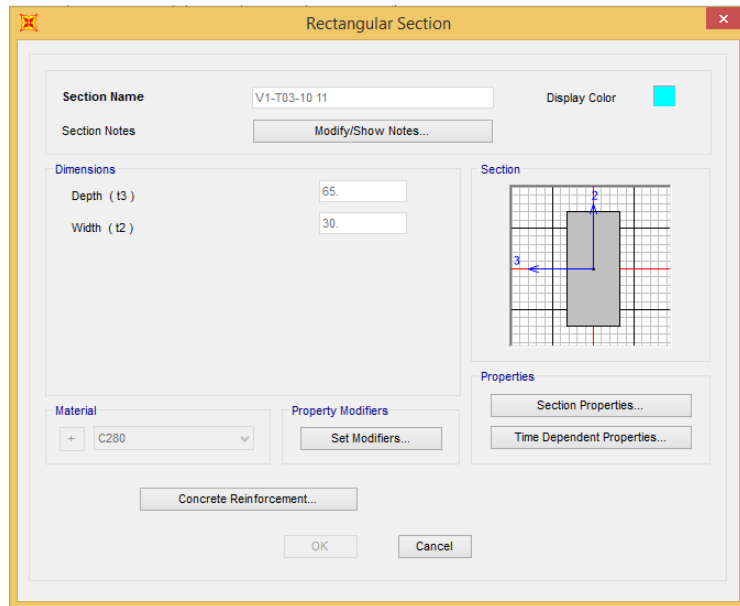 Rectangular Section
Section Name V1-T03-10 11 Display Color
Section Notes Modify/Show Notes...
Dimensions
Depth ( t3 ) 65.
Width ( t2 ) 30.
Section
2
3
Properties
Section Properties...
Time Dependent Properties...
Material
+ C280
Property Modifiers
Set Modifiers...
Concrete Reinforcement...
OK Cancel